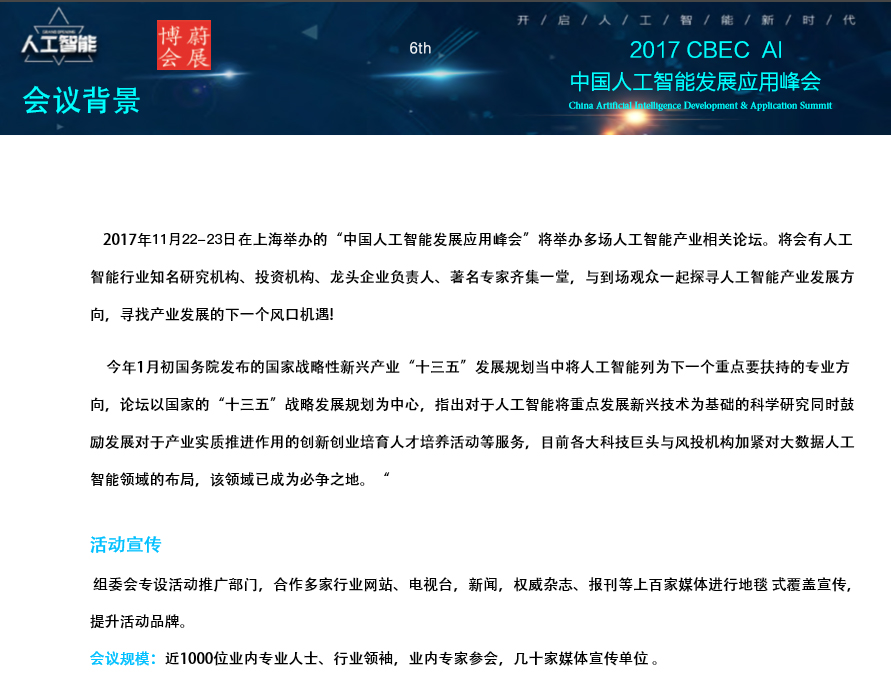 开 / 启 / 人 / 工 / 智 / 能 / 新 / 时 / 代
人工智能
博蔚
会展
6th
2017 CBEC AI
中国人工智能发展应用峰会
China Artificial Intelligence Development & Application Summit
会议背景
2017年11月22-23日在上海举办的“中国人工智能发展应用峰会”将举办多场人工智能产业相关论坛。将会有人工
智能行业知名研究机构、投资机构、龙头企业负责人、著名专家齐集一堂，与到场观众一起探寻人工智能产业发展方
向，寻找产业发展的下一个风口机遇!
今年1月初国务院发布的国家战略性新兴产业“十三五”发展规划当中将人工智能列为下一个重点要扶持的专业方
向，论坛以国家的“十三五”战略发展规划为中心，指出对于人工智能将重点发展新兴技术为基础的科学研究同时鼓
励发展对于产业实质推进作用的创新创业培育人才培养活动等服务，目前各大科技巨头与风投机构加紧对大数据人工
智能领域的布局，该领域已成为必争之地。“
活动宣传
组委会专设活动推广部门，合作多家行业网站、电视台，新闻，权威杂志、报刊等上百家媒体进行地毯 式覆盖宣传,
提升活动品牌。
会议规模：近1000位业内专业人士、行业领袖，业内专家参会，几十家媒体宣传单位 。